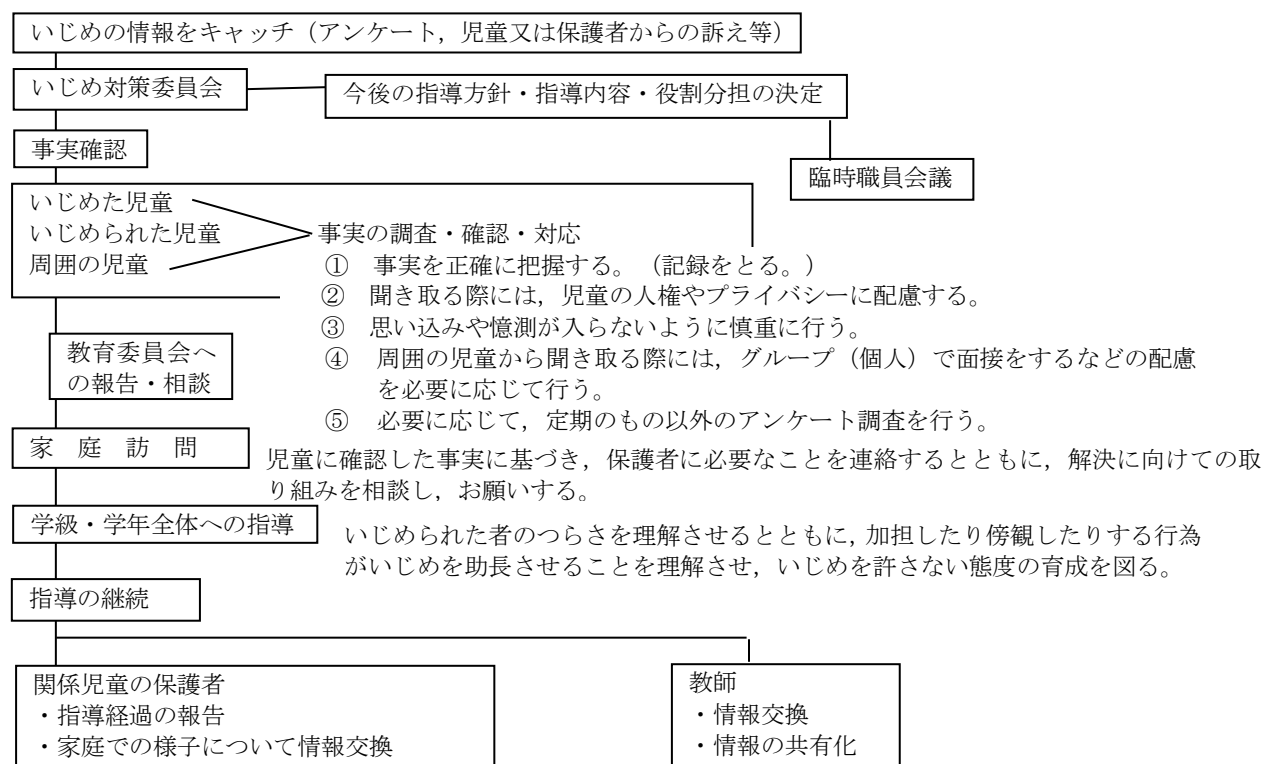 いじめの情報をキャッチ（アンケート，児童又は保護者からの訴え等）
いじめ対策委員会
今後の指導方針・指導内容・役割分担の決定
事実確認
臨時職員会議
いじめた児童
いじめられた児童
周囲の児童
事実の調査・確認・対応
① 事実を正確に把握する。（記録をとる。）
② 聞き取る際には，児童の人権やプライバシーに配慮する。
③ 思い込みや憶測が入らないように慎重に行う。
④ 周囲の児童から聞き取る際には，グループ（個人）で面接をするなどの配慮
を必要に応じて行う。
⑤ 必要に応じて，定期のもの以外のアンケート調査を行う。
教育委員会へ
の報告・相談
家 庭 訪 問
児童に確認した事実に基づき，保護者に必要なことを連絡するとともに，解決に向けての取
り組みを相談し，お願いする。
学級・学年全体への指導
いじめられた者のつらさを理解させるとともに，加担したり傍観したりする行為
がいじめを助長させることを理解させ，いじめを許さない態度の育成を図る。
指導の継続
関係児童の保護者
・指導経過の報告
・家庭での様子について情報交換
教師
・情報交換
・情報の共有化